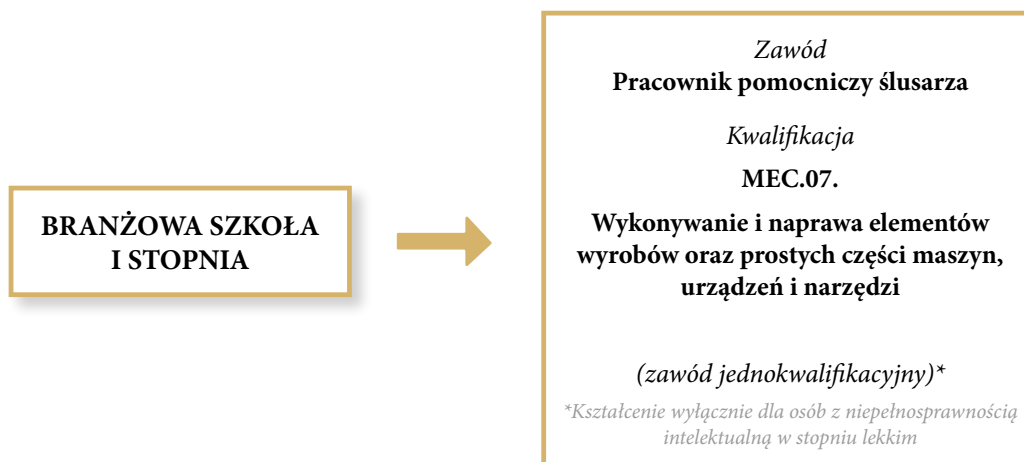 BRANŻOWA SZKOŁA
I STOPNIA
Zawód
Pracownik pomocniczy ślusarza
Kwalifikacja
MEC.07.
Wykonywanie i naprawa elementów
wyrobów oraz prostych części maszyn,
urządzeń i narzędzi
(zawód jednokwalifikacyjny)*
*Kształcenie wyłącznie dla osób z niepełnosprawnością
intelektualną w stopniu lekkim